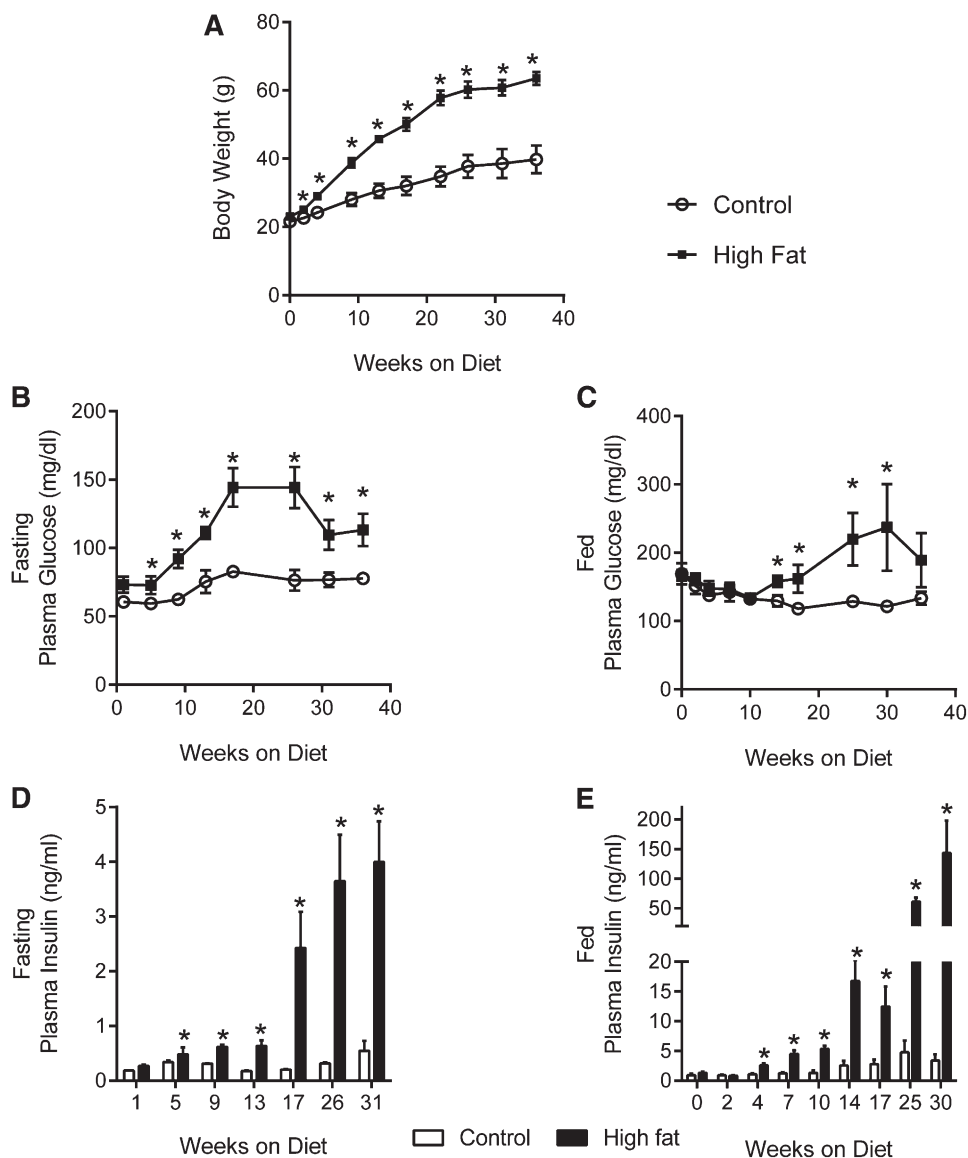 A
Body Weight (g)
80
60
40
20
0
* * * * * * * * * *
0 10 20 30 40
Weeks on Diet
Control
High Fat
B
Fasting
Plasma Glucose (mg/dl)
200
150
100
50
0
* * * * * * *
0 10 20 30 40
Weeks on Diet
C
Fed
Plasma Glucose (mg/dl)
400
300
200
100
0
* * * *
0 10 20 30 40
Weeks on Diet
D
Fasting
Plasma Insulin (ng/ml)
5
4
3
2
1
0
* * * * * *
1 5 9 13 17 26 31
Weeks on Diet
E
Fed
Plasma Insulin (ng/ml)
200
150
100
50
20
15
10
5
0
* * * * * * *
0 2 4 7 10 14 17 25 30
Weeks on Diet
Control High fat